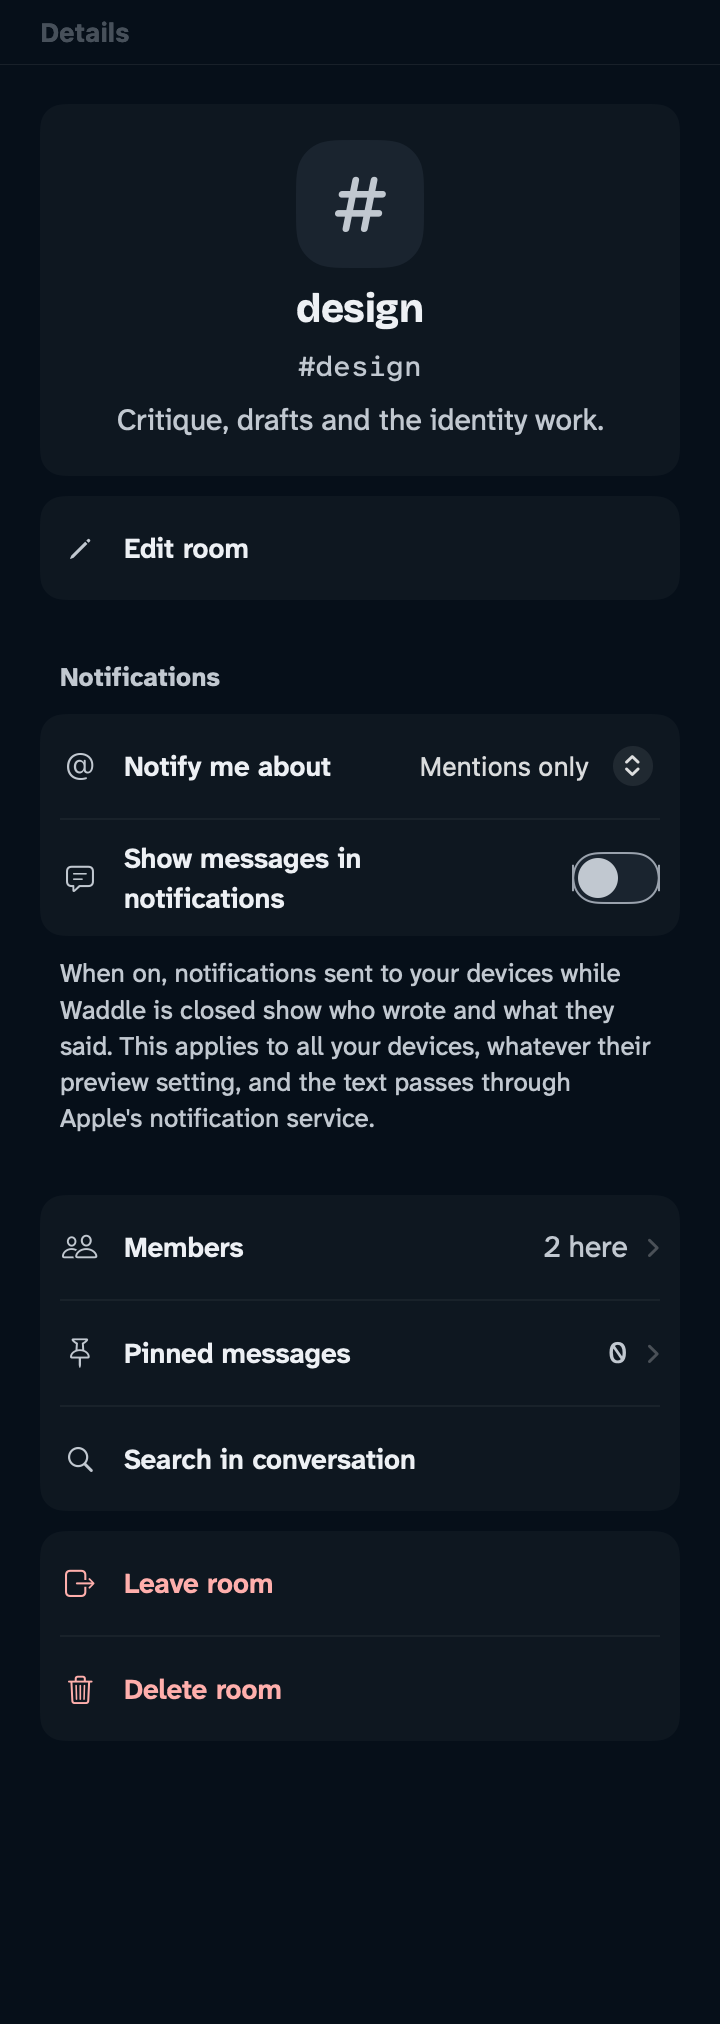 Details
#
design
#design
Critique, drafts and the identity work.
Edit room
Notifications
@ Notify me about Mentions only
Show messages in
notifications
When on, notifications sent to your devices while
Waddle is closed show who wrote and what they
said. This applies to all your devices, whatever their
preview setting, and the text passes through
Apple's notification service.
Members 2 here
Pinned messages 0
Search in conversation
Leave room
Delete room